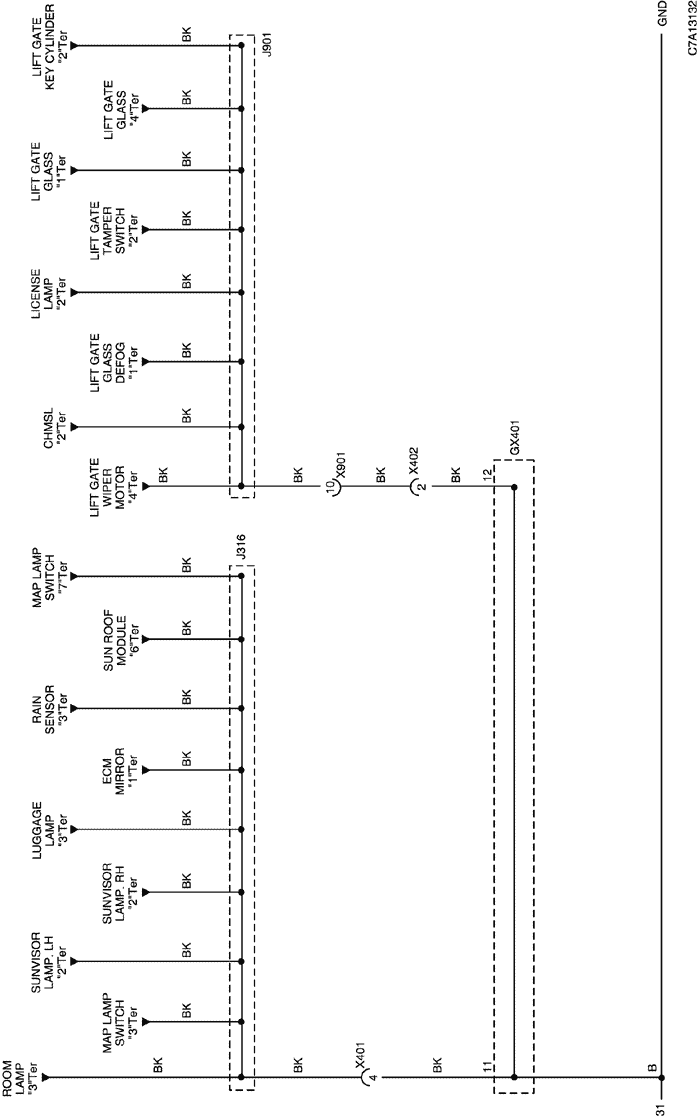 ROOM
LAMP
"3"Ter
BK
MAP LAMP
SWITCH
"3"Ter
BK
SUNVISOR
LAMP. LH
"2"Ter
BK
SUNVISOR
LAMP. RH
"2"Ter
BK
LUGGAGE
LAMP
"3"Ter
BK
ECM
MIRROR
"1"Ter
BK
RAIN
SENSOR
"3"Ter
BK
SUN ROOF
MODULE
"6"Ter
BK
MAP LAMP
SWITCH
"7"Ter
BK
LIFT GATE
WIPER
MOTOR
"4"Ter
BK
CHMSL
"2"Ter
BK
LIFT GATE
GLASS
DEFOG
"1"Ter
BK
LICENSE
LAMP
"2"Ter
BK
LIFT GATE
TAMPER
SWITCH
"2"Ter
BK
LIFT GATE
GLASS
"1"Ter
BK
LIFT GATE
GLASS
"4"Ter
BK
LIFT GATE
KEY CYLINDER
"2"Ter
BK
J316
J901
BK
BK
10
X901
BK
4
X401
2
X402
BK
BK
11
12
GX401
B
31
GND
C7A13132